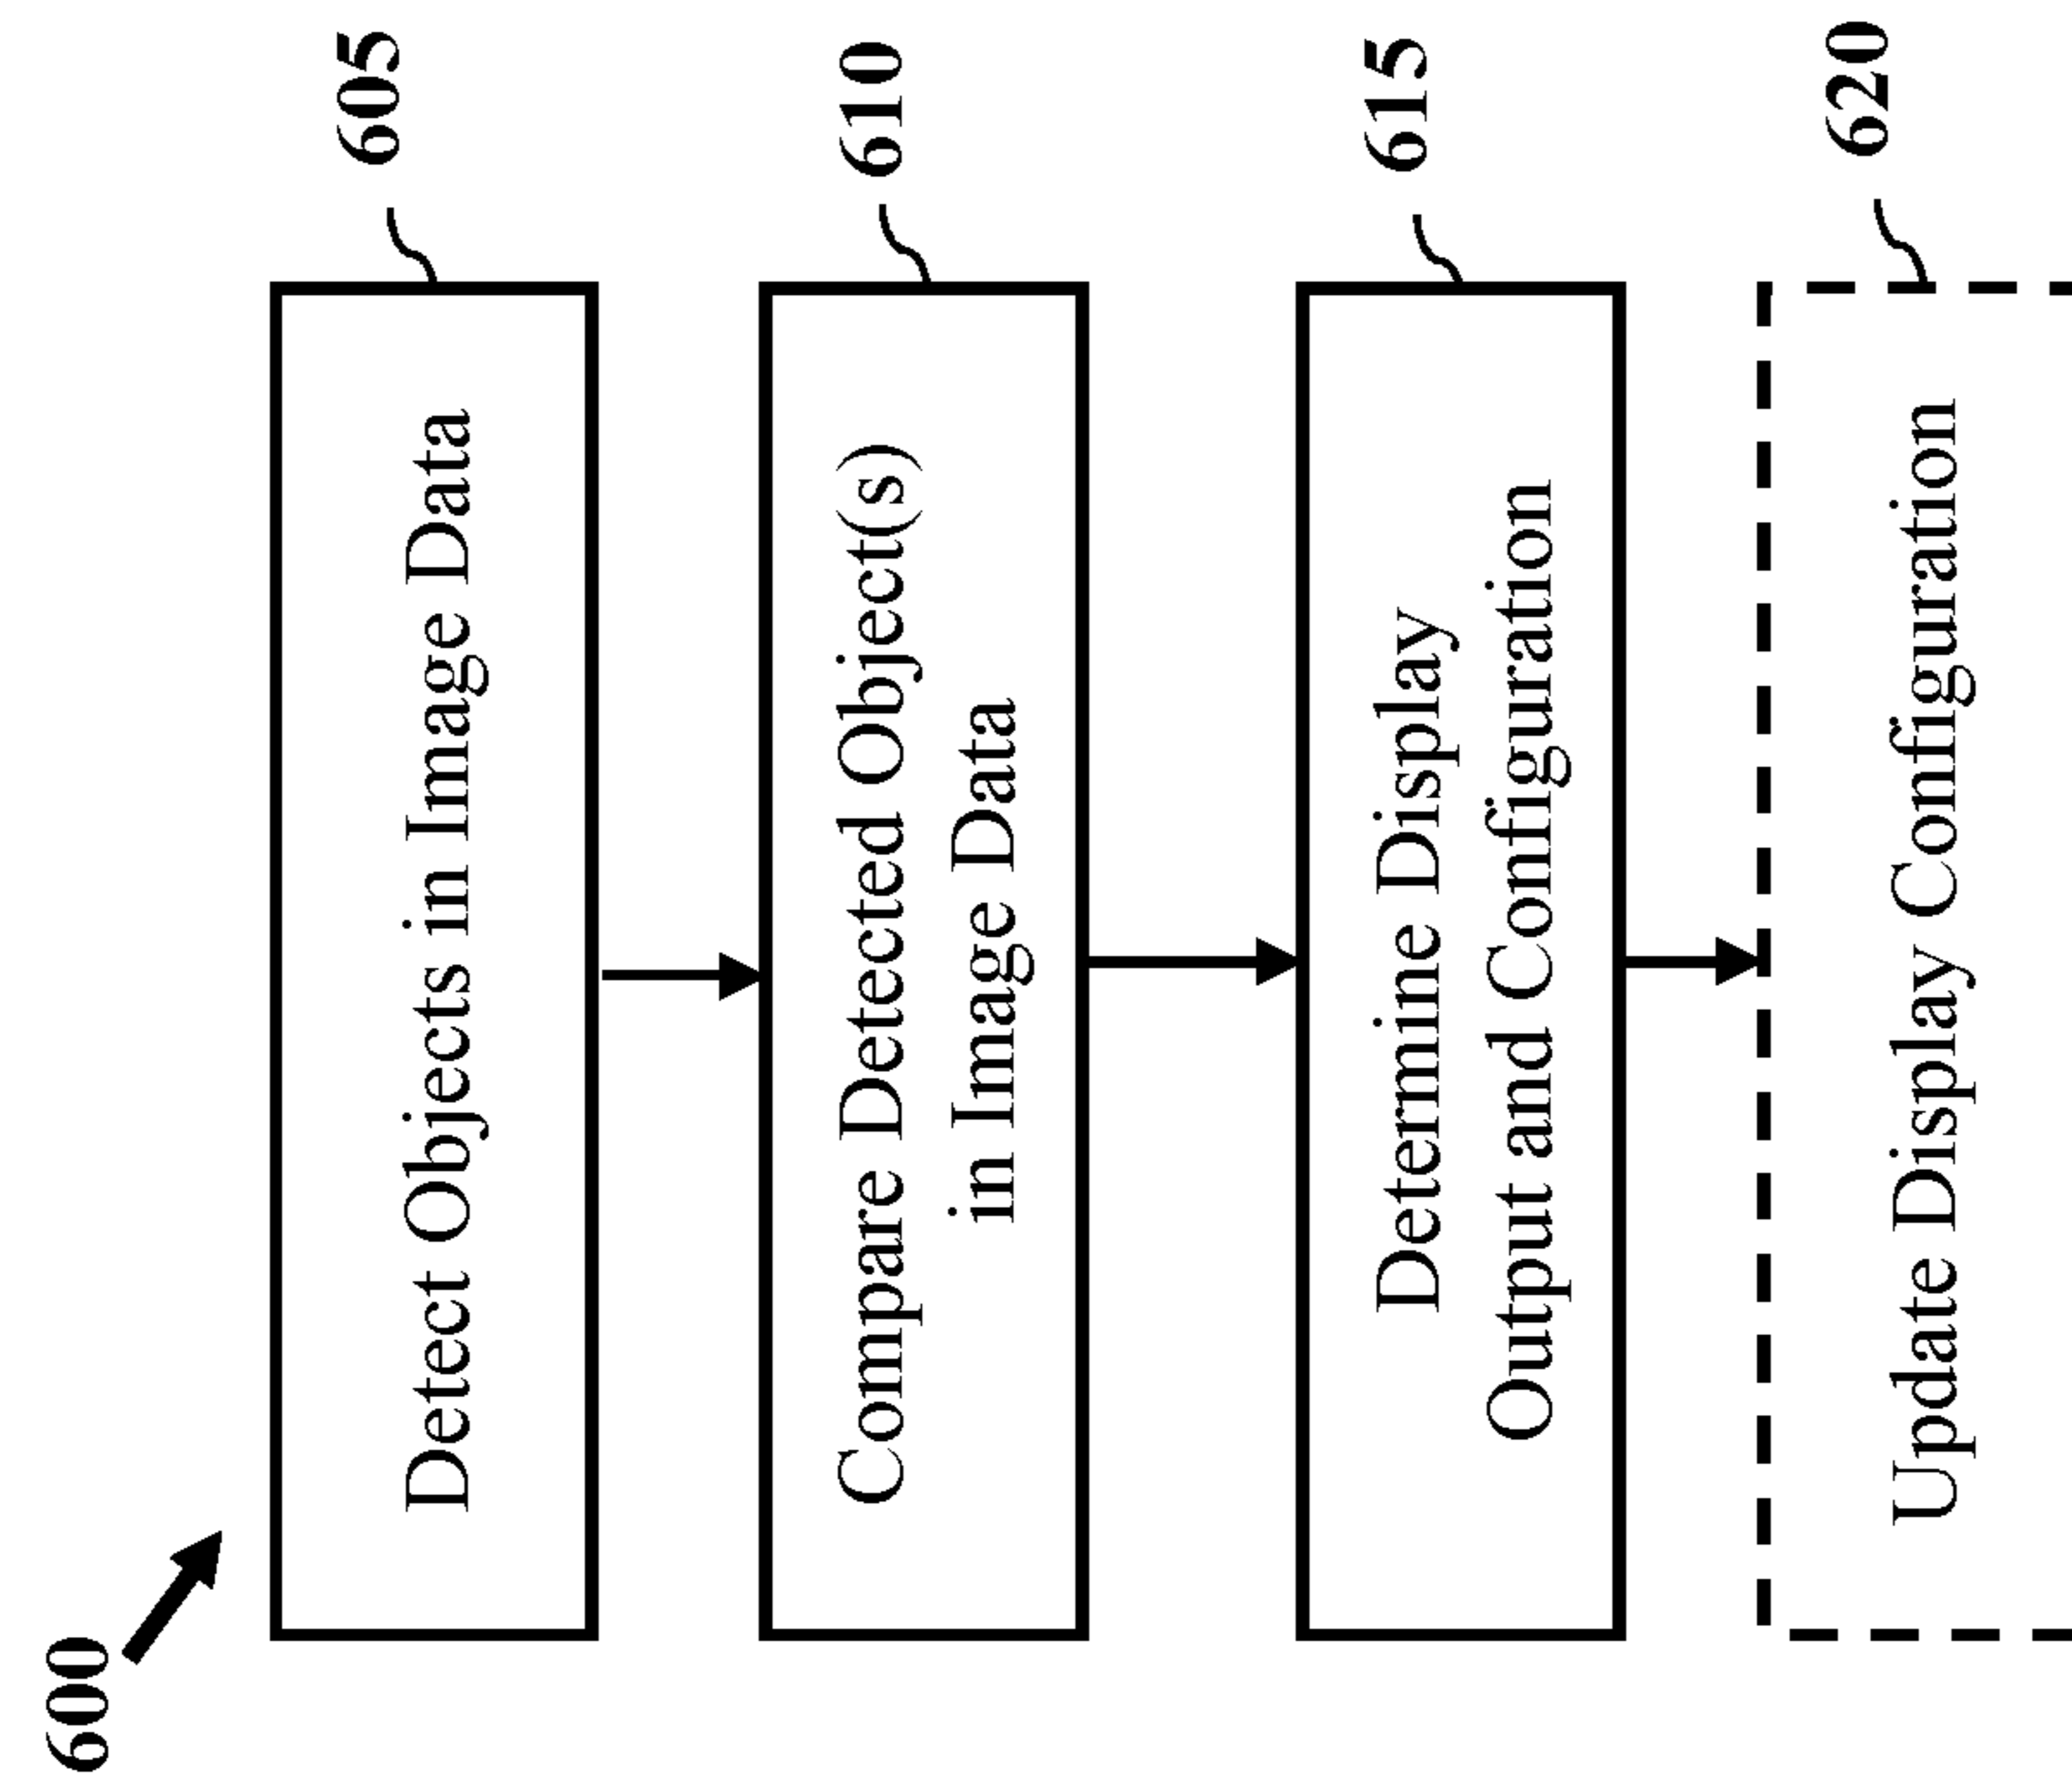 600
605
Detect Objects in Image Data
610
Compare Detected Object(s)
in Image Data
615
Determine Display
Output and Configuration
620
Update Display Configuration